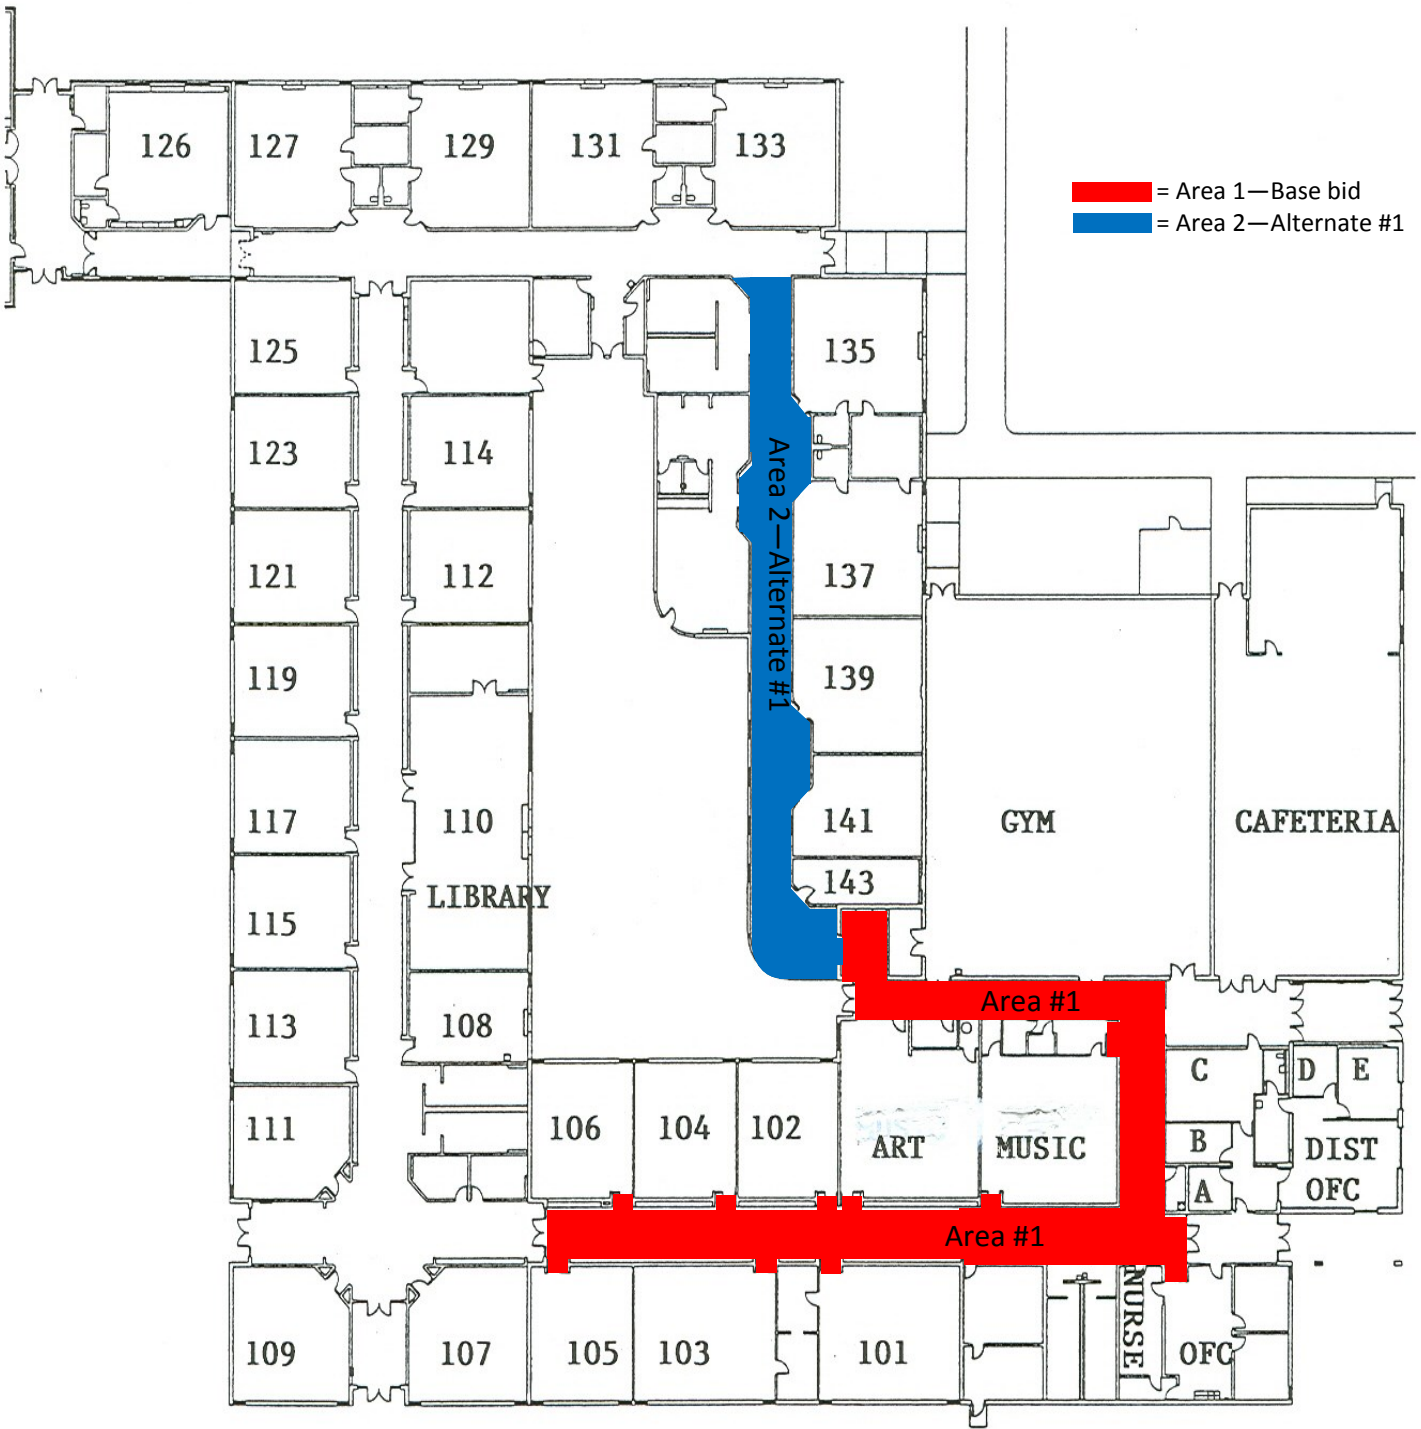 126
127
129
131
133
= Area 1—Base bid
= Area 2—Alternate #1
125
135
123
114
Area 2—Alternate #1
121
112
137
119
139
117
110
141
GYM
CAFETERIA
LIBRARY
143
115
113
108
Area #1
C
D
E
111
106
104
102
ART
MUSIC
B
DIST
OFC
A
Area #1
109
107
105
103
101
NURSE
OFC